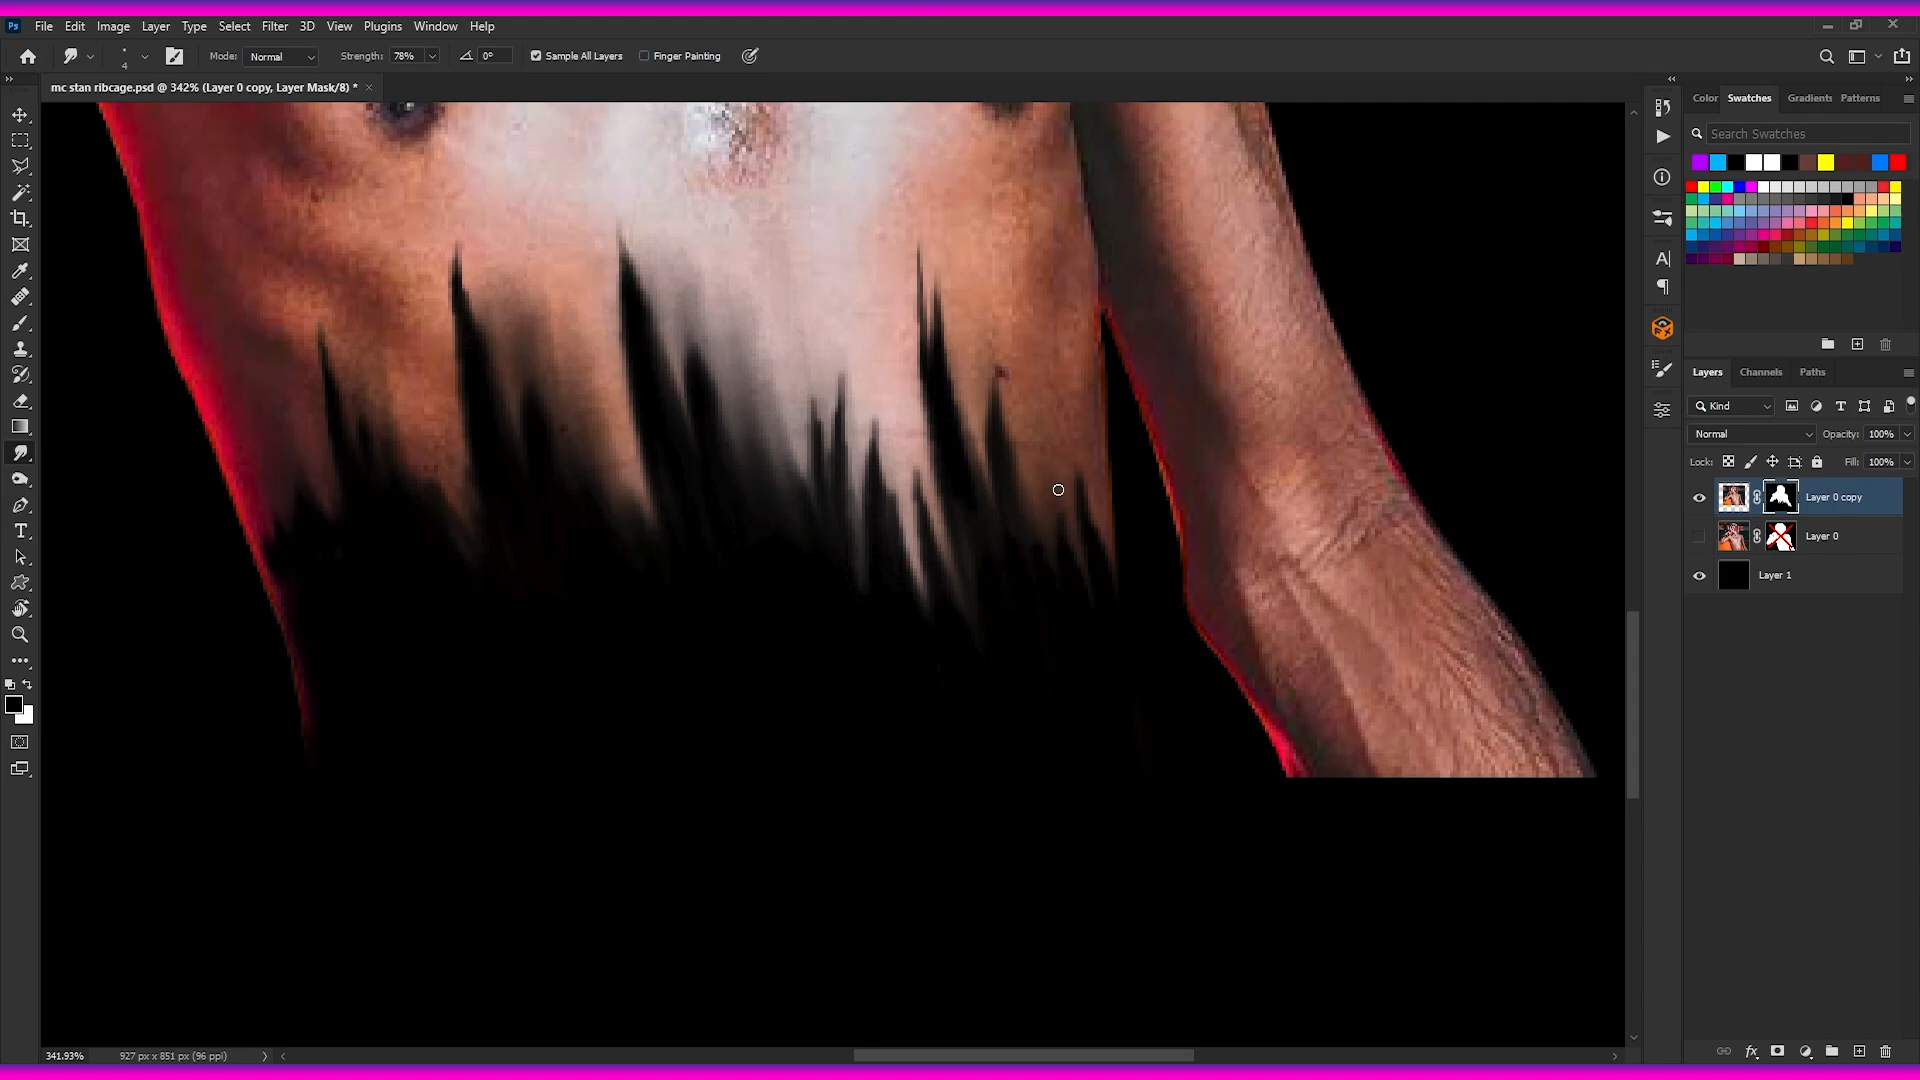 Ps File Edit Image Layer Type Select Filter 3D View Plugins Window Help
4 Mode: Normal Strength: 78% 0° Sample All Layers Finger Painting
mc stan ribcage.psd @ 342% (Layer 0 copy, Layer Mask/8) * ×
Color Swatches Gradients Patterns
Search Swatches
Layers Channels Paths
Kind
Normal Opacity: 100%
Lock: Fill: 100%
Layer 0 copy
Layer 0
Layer 1
341.93% 927 px x 851 px (96 ppi)